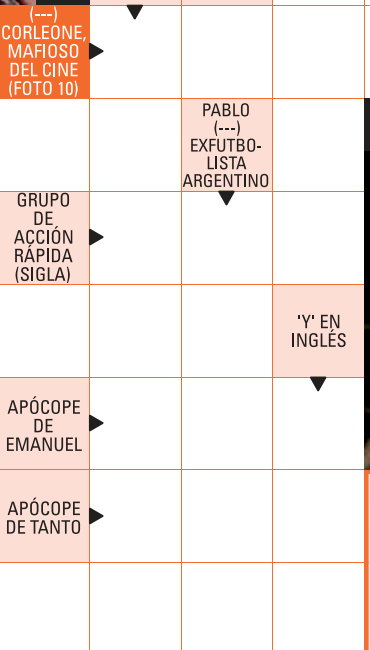 (---)
CORLEONE,
MAFIOSO
DEL CINE
(FOTO 10)
PABLO
(---)
EXFUTBO-
LISTA
ARGENTINO
GRUPO
DE
ACCIÓN
RÁPIDA
(SIGLA)
'Y' EN
INGLÉS
APÓCOPE
DE
EMANUEL
APÓCOPE
DE TANTO